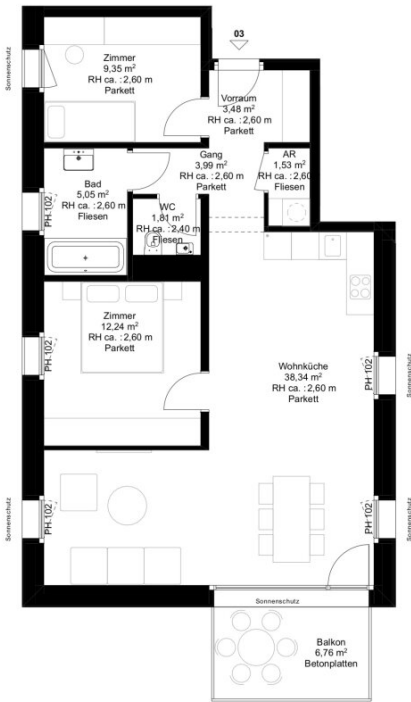 03
Sonnenschutz
Zimmer
9,35 m²
RH ca. :2,60 m
Parkett
Vorraum
3,48 m²
RH ca. :2,60 m
Parkett
Gang
3,99 m²
RH ca. :2,60 m
Parkett
AR
1,53 m²
RH ca. :2,60
Fliesen
Bad
5,05 m²
RH ca. :2,60 m
Fliesen
PH-102
WC
1,81 m²
RH ca. :2,40 m
Fliesen
Zimmer
12,24 m²
RH ca. :2,60 m
Parkett
PH-102
Wohnküche
38,34 m²
RH ca. :2,60 m
Parkett
PH-102
Sonnenschutz
Sonnenschutz
PH-102
PH-102
Sonnenschutz
Sonnenschutz
Balkon
6,76 m²
Betonplatten